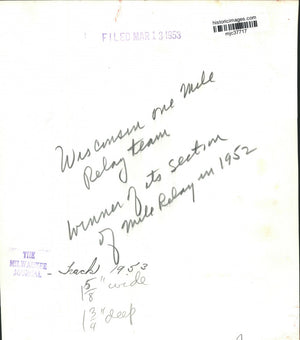 historicimages.com
mjc37717
FILED MAR 13 1953
Wisconsin one mile
Relay team
Winner of its section
of Mile Relay in 1952
THE
MILWAUKEE
JOURNAL
Track 1953
1 5/8" wide
1 3/4" deep